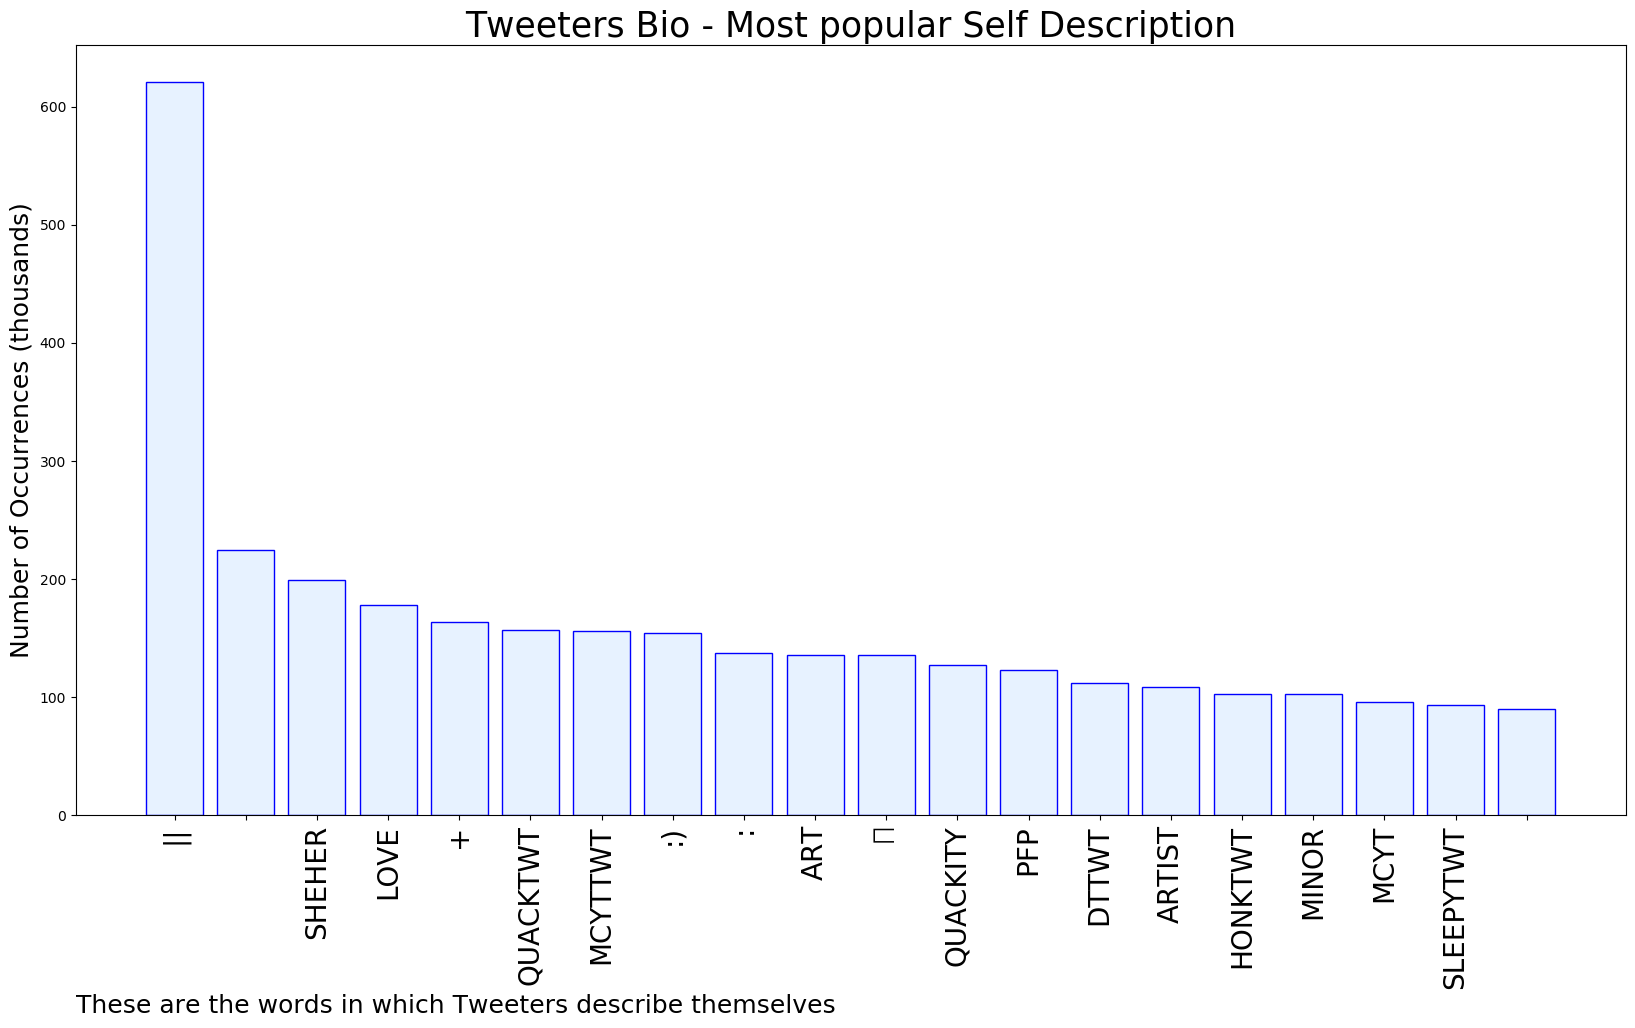 Tweeters Bio - Most popular Self Description
Number of Occurrences (thousands)
600
500
400
300
200
100
0
||
SHEHER
LOVE
+
QUACKTWT
MCYTTWT
:)
:
ART
QUACKITY
PFP
DTTWT
ARTIST
HONKTWT
MINOR
MCYT
SLEEPYTWT
These are the words in which Tweeters describe themselves